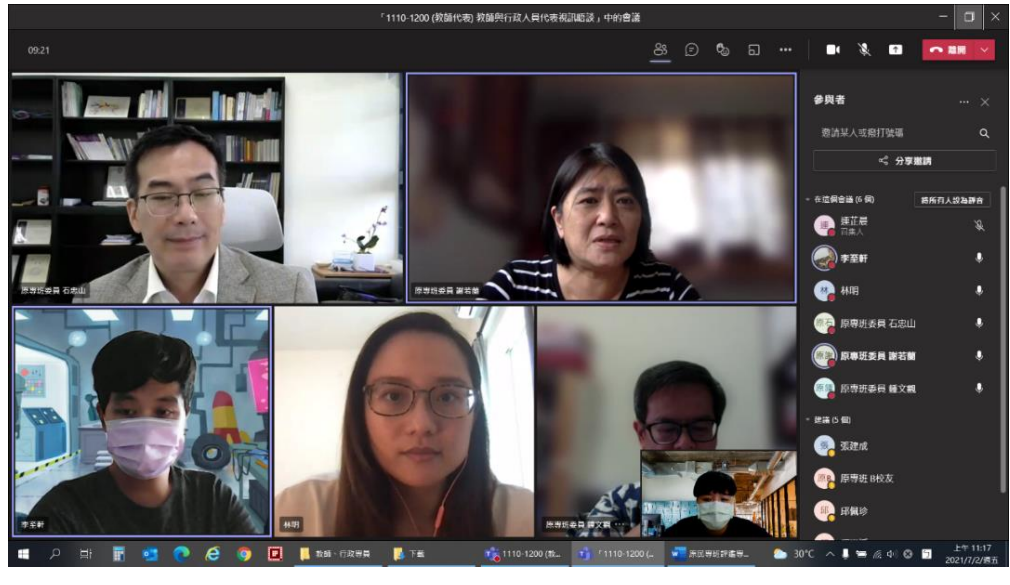 「1110-1200 (教師代表) 教師與行政人員代表視訊晤談」中的會議
09:21
離開
參與者
邀請某人或撥打號碼
分享邀請
在這個會議 (6 個)
將所有人設為靜音
召集人
李至軒
林明
原專班委員 石忠山
原專班委員 謝若蘭
原專班委員 鍾文觀
建議 (5 個)
張建成
原專班 B校友
邱佩珍
原專班委員 石忠山
原專班委員 謝若蘭
李至軒
林明
原專班委員 鍾文觀
教師、行政專員
下載
1110-1200 (教...
「1110-1200 (...
原民專班評鑑專...
30°C
上午 11:17
2021/7/2/週五